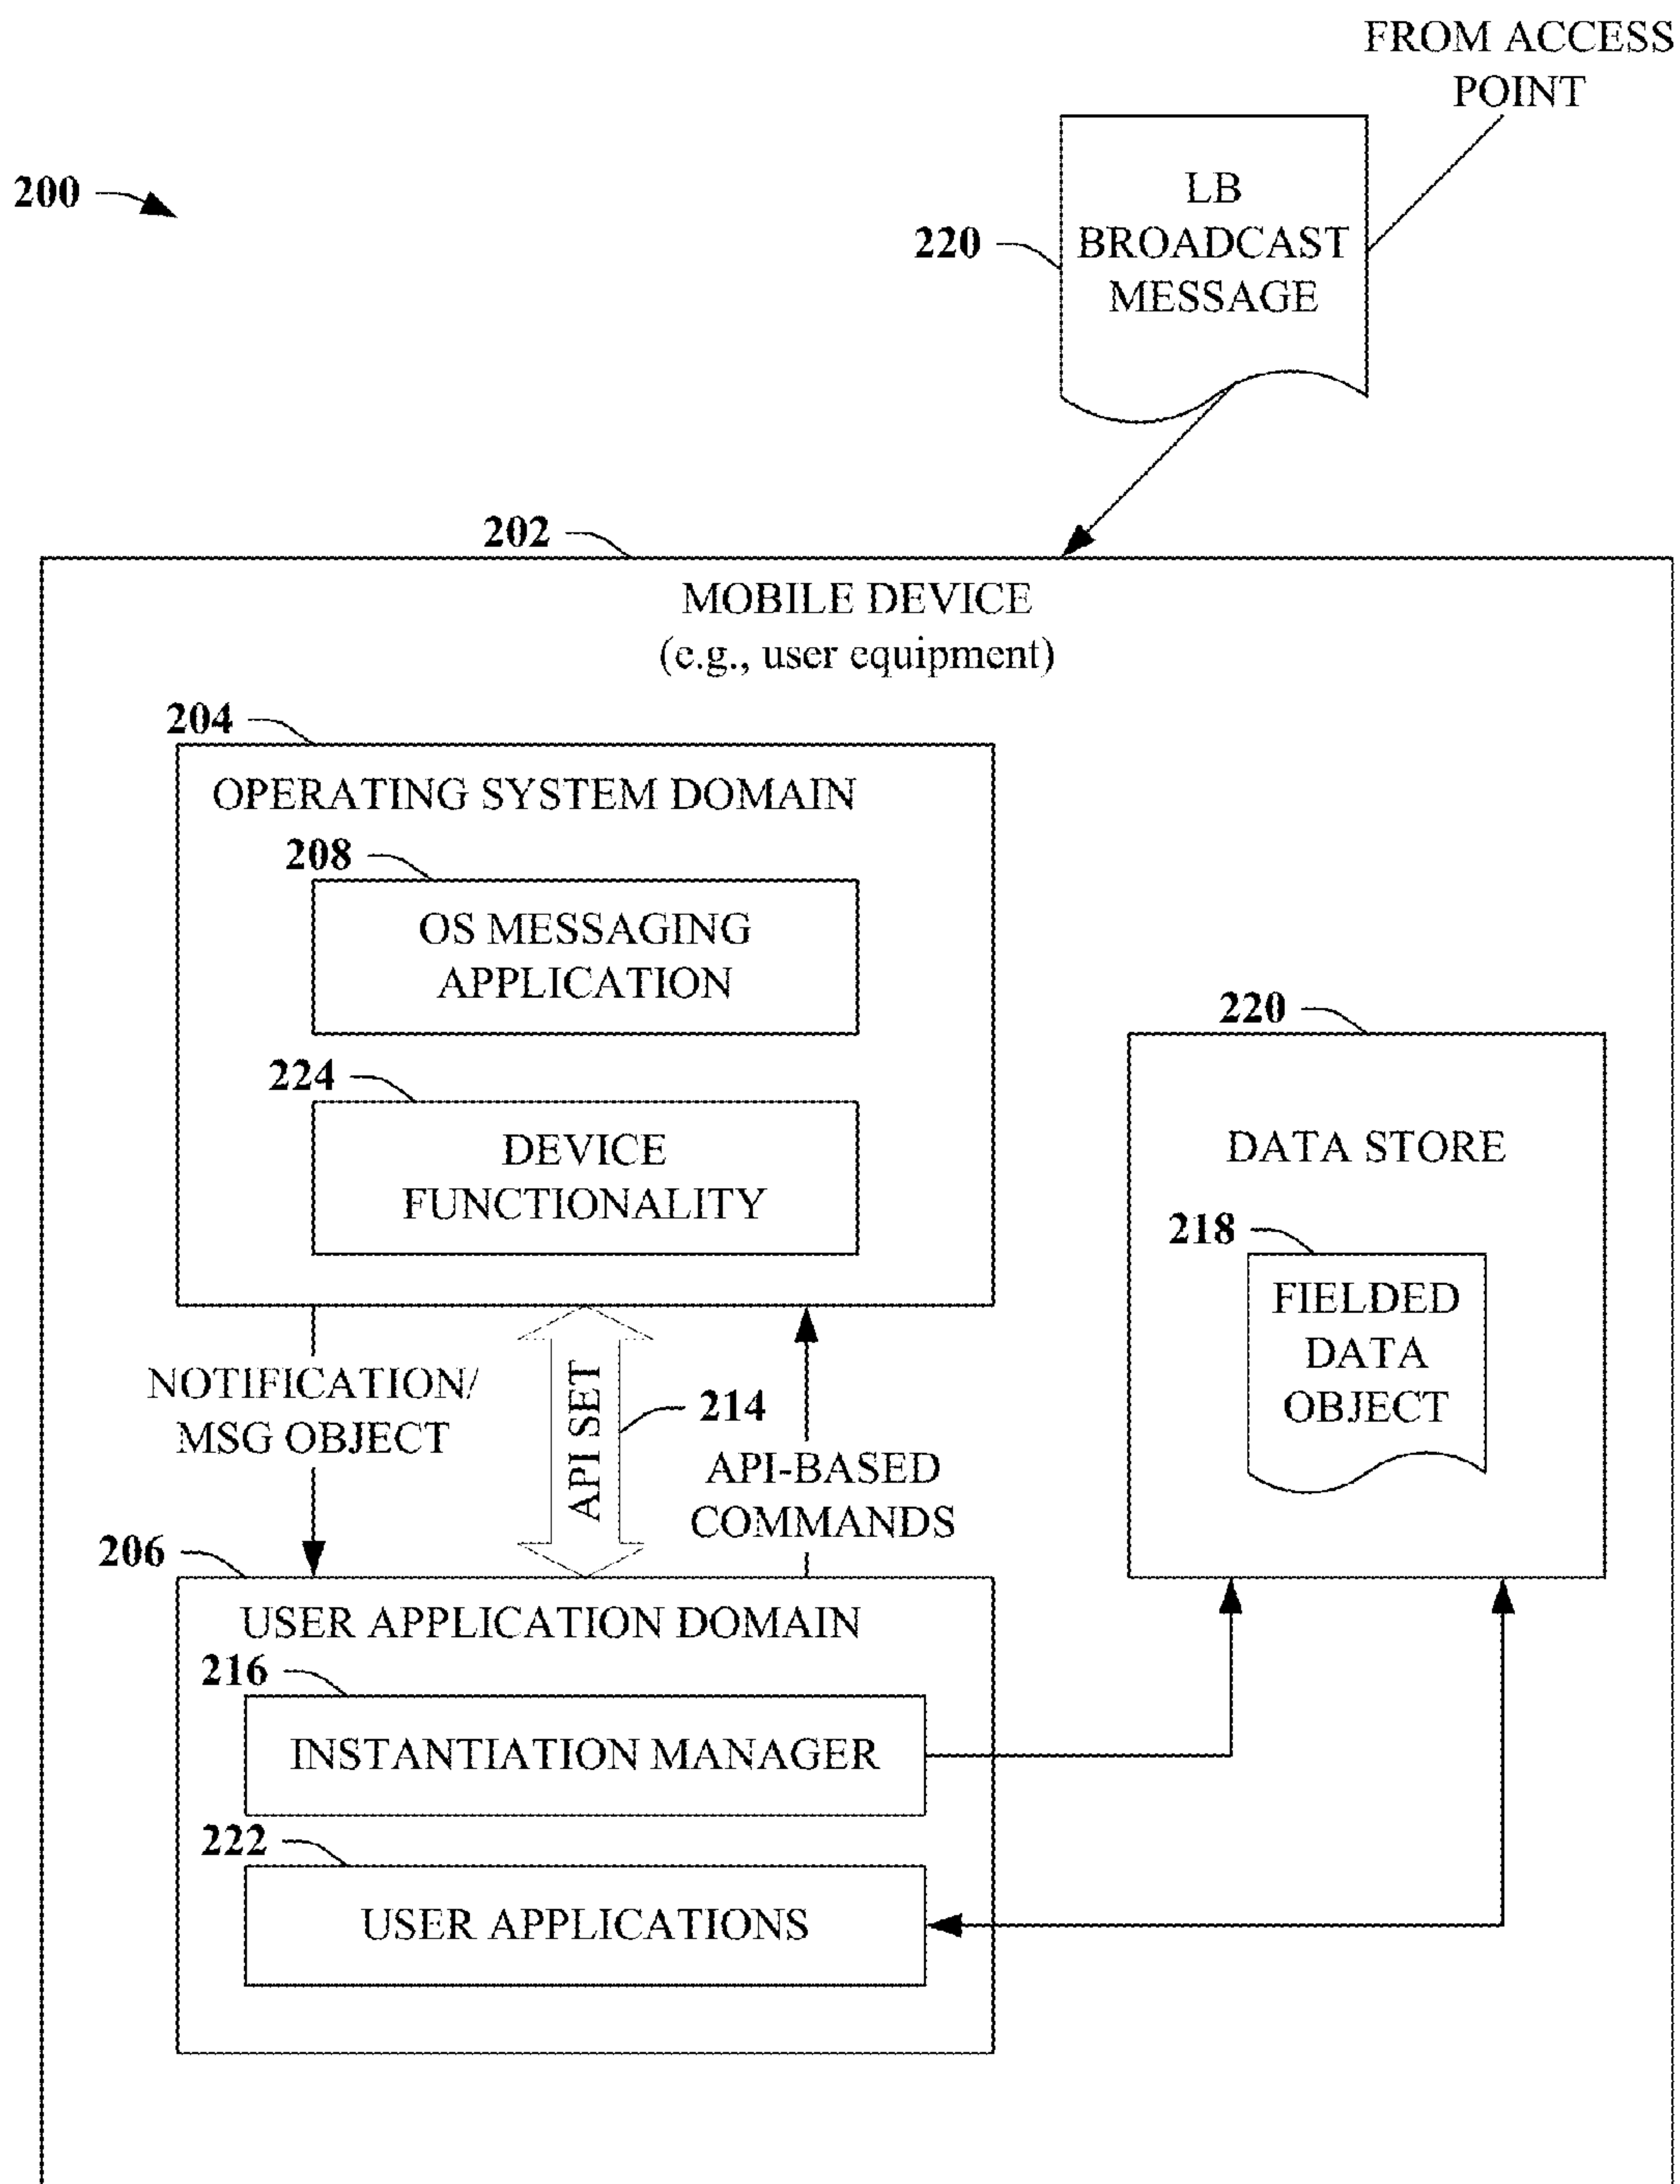 FROM ACCESS
POINT
200
220
LB
BROADCAST
MESSAGE
202
MOBILE DEVICE
(e.g., user equipment)
204
OPERATING SYSTEM DOMAIN
208
OS MESSAGING
APPLICATION
224
DEVICE
FUNCTIONALITY
220
DATA STORE
218
FIELDED
DATA
OBJECT
NOTIFICATION/
MSG OBJECT
API SET
214
API-BASED
COMMANDS
206
USER APPLICATION DOMAIN
216
INSTANTIATION MANAGER
222
USER APPLICATIONS